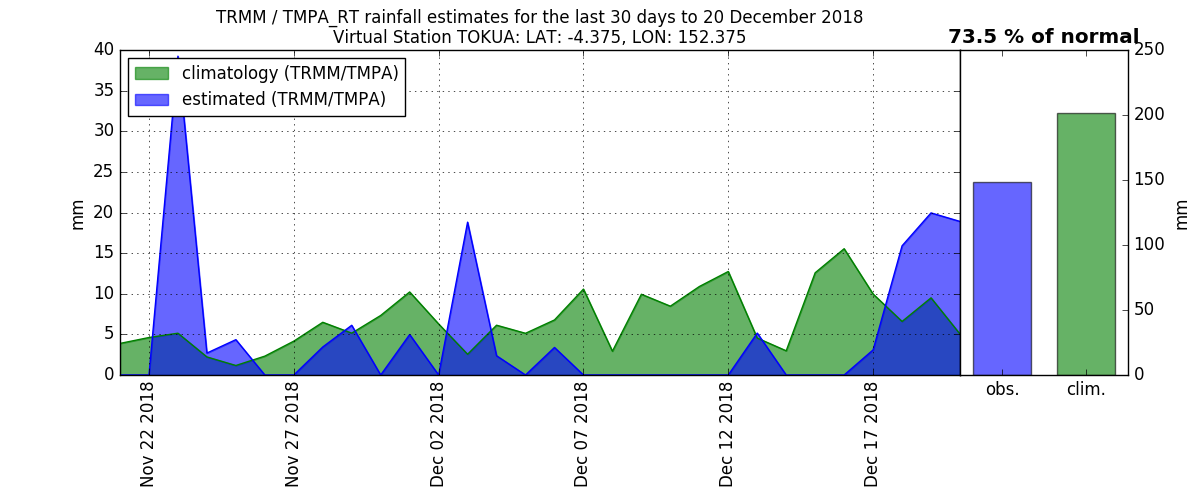 TRMM / TMPA_RT rainfall estimates for the last 30 days to 20 December 2018
Virtual Station TOKUA: LAT: -4.375, LON: 152.375
73.5 % of normal
climatology (TRMM/TMPA)
estimated (TRMM/TMPA)
mm
40
35
30
25
20
15
10
5
0
Nov 22 2018
Nov 27 2018
Dec 02 2018
Dec 07 2018
Dec 12 2018
Dec 17 2018
obs.
clim.
250
200
150
100
50
0
mm